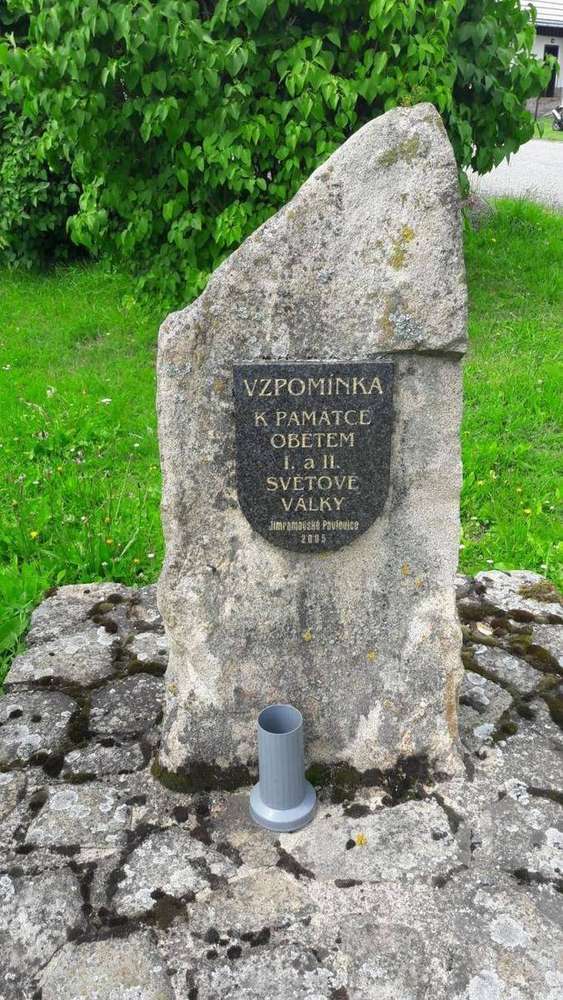 VZPOMÍNKA
K PAMÁTCE
OBĚTEM
I. a II.
SVĚTOVÉ
VÁLKY
Jimramovské Pavlovice
2005